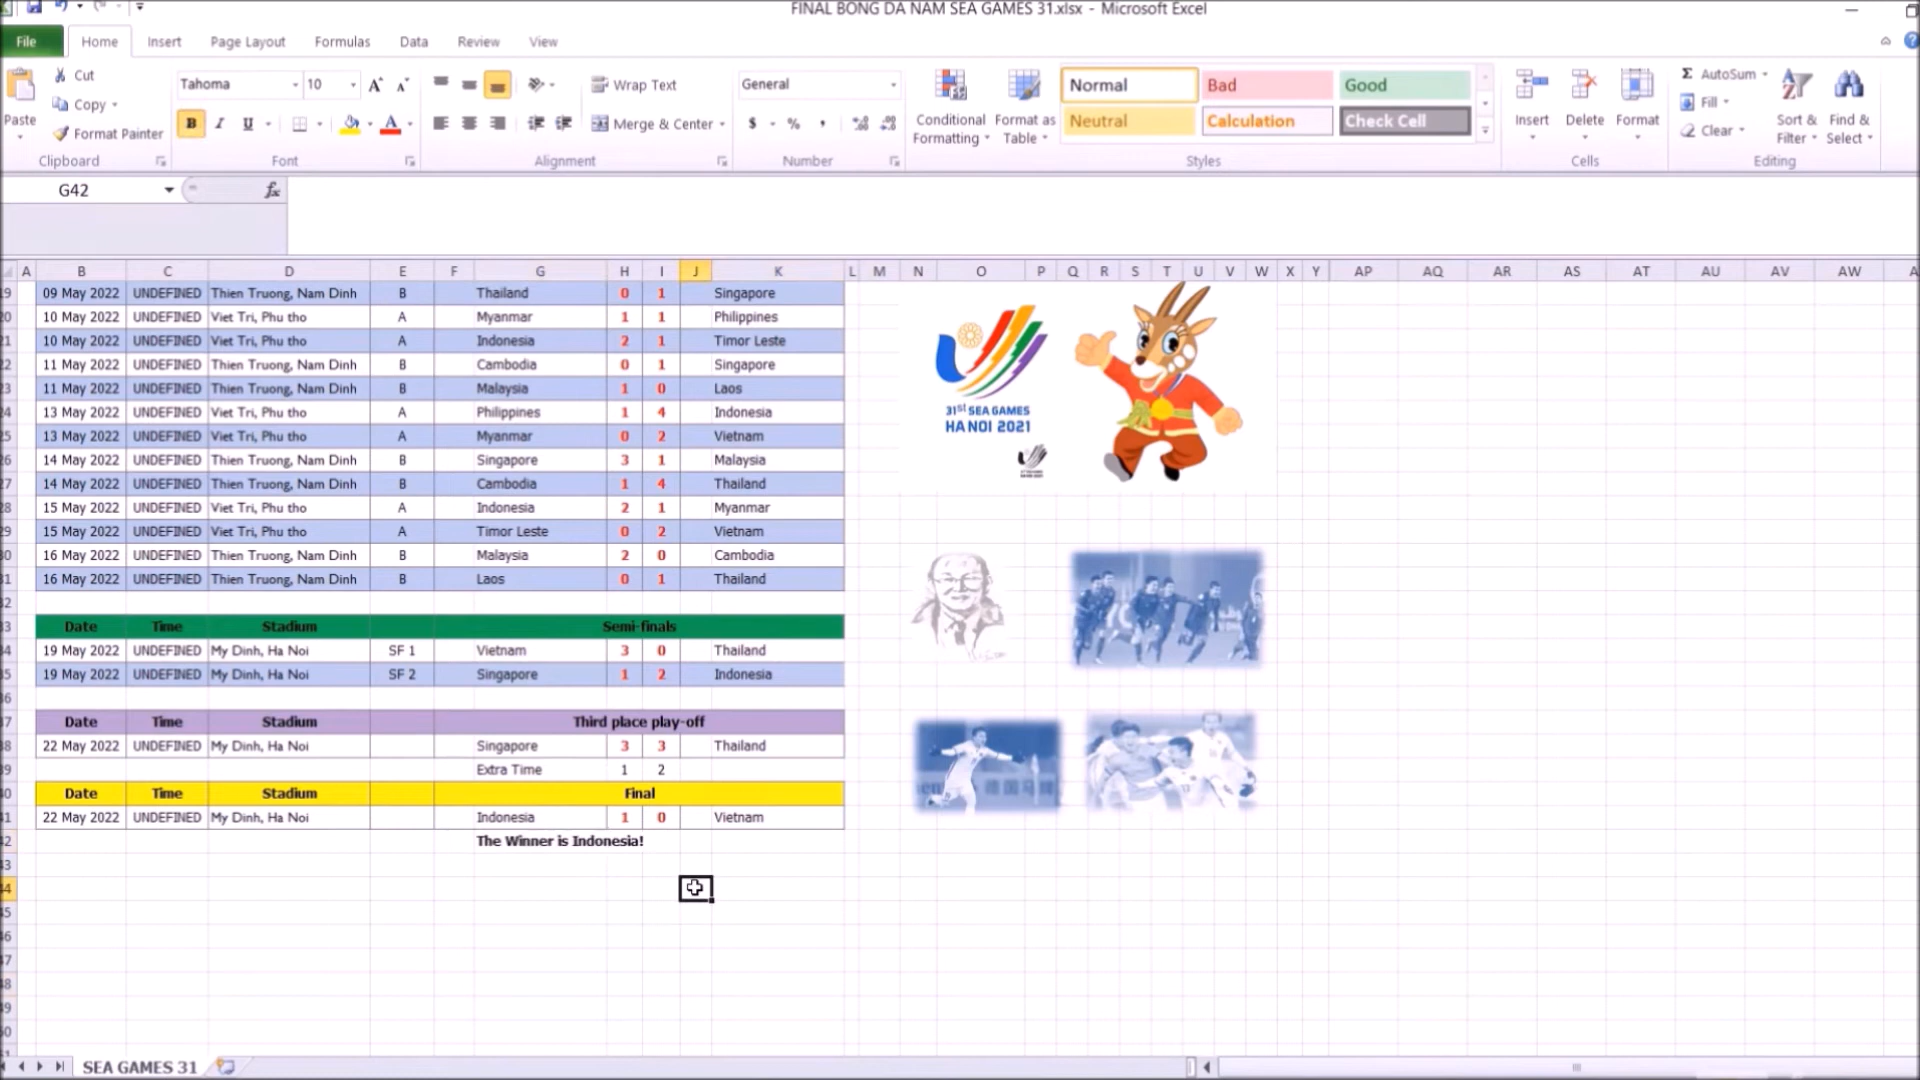 FINAL BONG DA NAM SEA GAMES 31.xlsx - Microsoft Excel
File Home Insert Page Layout Formulas Data Review View
Paste Cut Copy Format Painter Clipboard
Tahoma 10 B I U Font
Wrap Text Merge & Center Alignment
General $ % , Number
Conditional Formatting Format as Table Normal Bad Good Neutral Calculation Check Cell Styles
Insert Delete Format Cells
Σ AutoSum Fill Clear Sort & Filter Find & Select Editing
G42 fx
A B C D E F G H I J K L M N O P Q R S T U V W X Y AP AQ AR AS AT AU AV AW
09 May 2022 UNDEFINED Thien Truong, Nam Dinh B Thailand 0 1 Singapore
10 May 2022 UNDEFINED Viet Tri, Phu tho A Myanmar 1 1 Philippines
10 May 2022 UNDEFINED Viet Tri, Phu tho A Indonesia 2 1 Timor Leste
11 May 2022 UNDEFINED Thien Truong, Nam Dinh B Cambodia 0 1 Singapore
11 May 2022 UNDEFINED Thien Truong, Nam Dinh B Malaysia 1 0 Laos
13 May 2022 UNDEFINED Viet Tri, Phu tho A Philippines 1 4 Indonesia
13 May 2022 UNDEFINED Viet Tri, Phu tho A Myanmar 0 2 Vietnam
14 May 2022 UNDEFINED Thien Truong, Nam Dinh B Singapore 3 1 Malaysia
14 May 2022 UNDEFINED Thien Truong, Nam Dinh B Cambodia 1 4 Thailand
15 May 2022 UNDEFINED Viet Tri, Phu tho A Indonesia 2 1 Myanmar
15 May 2022 UNDEFINED Viet Tri, Phu tho A Timor Leste 0 2 Vietnam
16 May 2022 UNDEFINED Thien Truong, Nam Dinh B Malaysia 2 0 Cambodia
16 May 2022 UNDEFINED Thien Truong, Nam Dinh B Laos 0 1 Thailand
Date Time Stadium Semi-finals
19 May 2022 UNDEFINED My Dinh, Ha Noi SF 1 Vietnam 3 0 Thailand
19 May 2022 UNDEFINED My Dinh, Ha Noi SF 2 Singapore 1 2 Indonesia
Date Time Stadium Third place play-off
22 May 2022 UNDEFINED My Dinh, Ha Noi Singapore 3 3 Thailand
Extra Time 1 2
Date Time Stadium Final
22 May 2022 UNDEFINED My Dinh, Ha Noi Indonesia 1 0 Vietnam
The Winner is Indonesia!
31ST SEA GAMES
HA NOI 2021
SEA GAMES 31